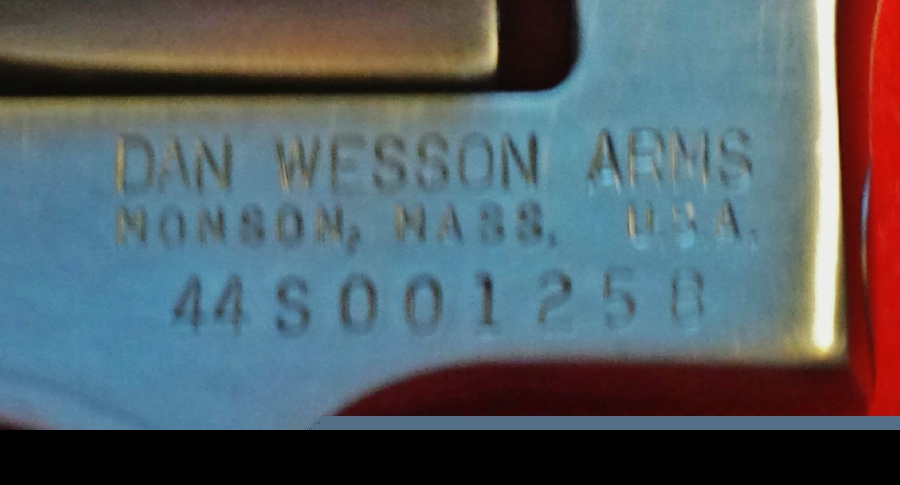 DAN WESSON ARMS
MONSON, MASS. U.S.A.
44S001258